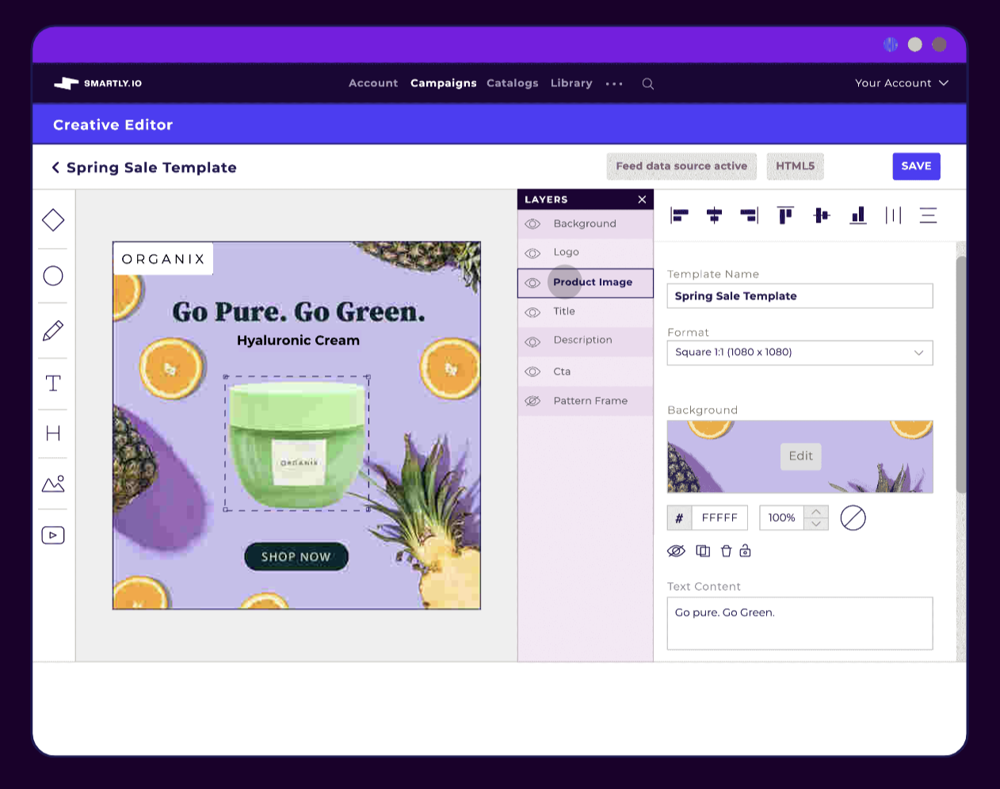 SMARTLY.IO
Account Campaigns Catalogs Library
Your Account
Creative Editor
Spring Sale Template
Feed data source active
HTML5
SAVE
ORGANIX
Go Pure. Go Green.
Hyaluronic Cream
ORGANIX
SHOP NOW
LAYERS
Background
Logo
Product Image
Title
Description
Cta
Pattern Frame
Template Name
Spring Sale Template
Format
Square 1:1 (1080 x 1080)
Background
Edit
# FFFFF 100%
Text Content
Go pure. Go Green.